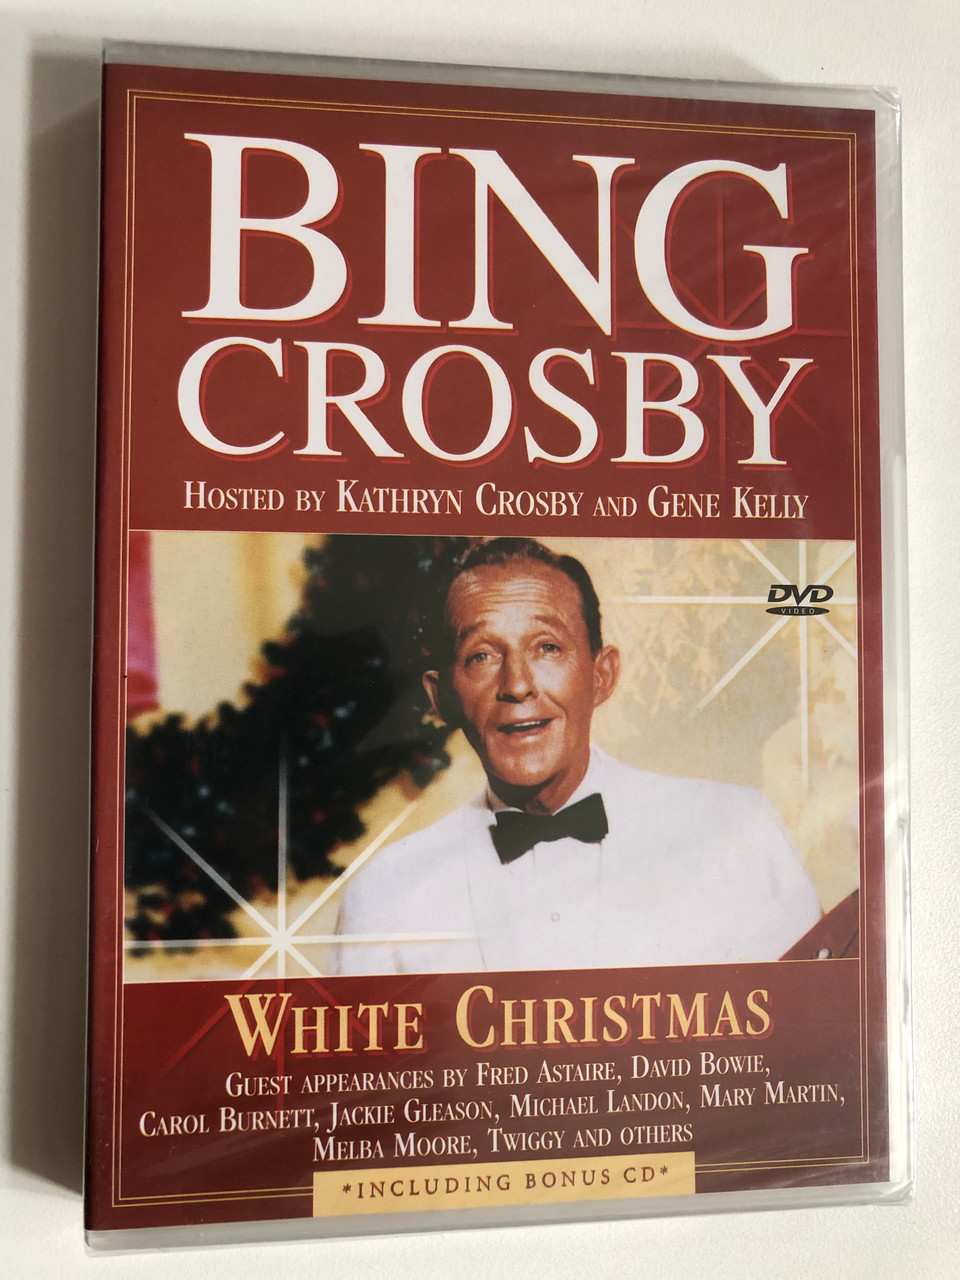 BING
CROSBY
HOSTED BY KATHRYN CROSBY AND GENE KELLY
DVD
VIDEO
WHITE CHRISTMAS
GUEST APPEARANCES BY FRED ASTAIRE, DAVID BOWIE,
CAROL BURNETT, JACKIE GLEASON, MICHAEL LANDON, MARY MARTIN,
MELBA MOORE, TWIGGY AND OTHERS
*INCLUDING BONUS CD*